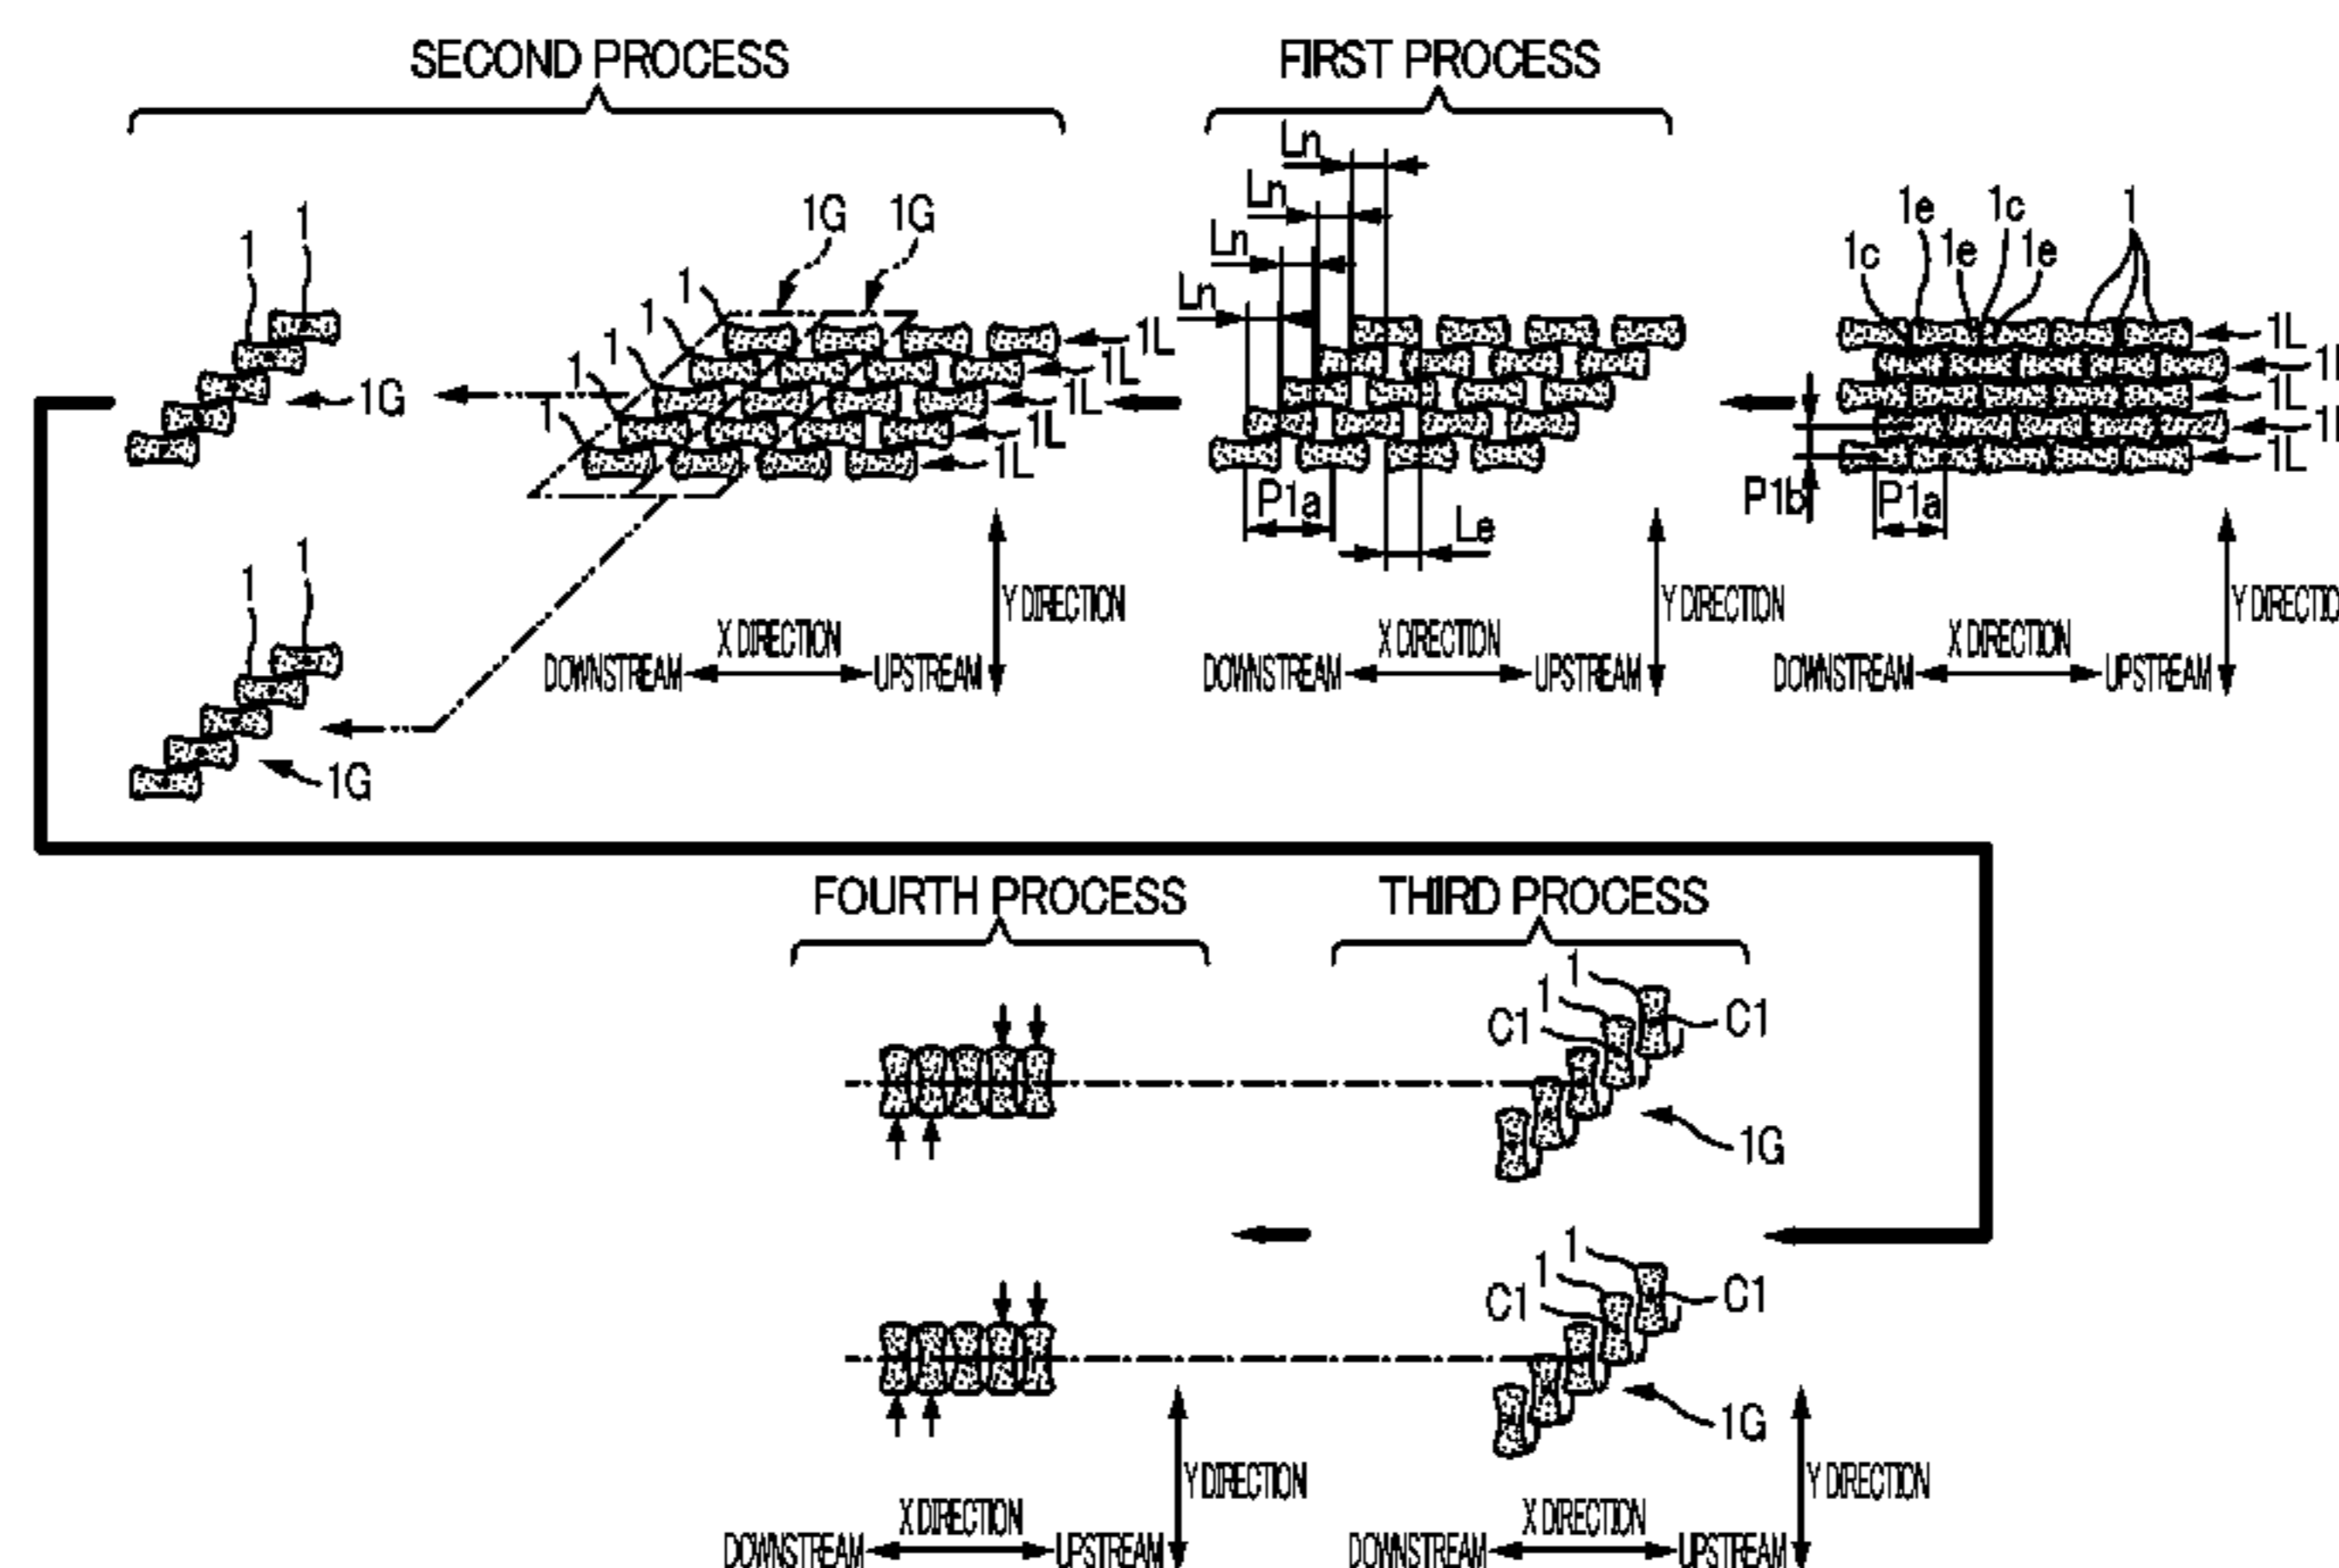 SECOND PROCESS
FIRST PROCESS
Ln
Ln
Ln
Ln
1
1
1G
1G
1
1
1
1
1
1G
1L
1L
1L
1L
1L
P1a
Le
1e
1c
1
1c
1e
1e
1L
1L
1L
P1b
P1a
1
1
1G
Y DIRECTION
X DIRECTION
DOWNSTREAM
UPSTREAM
Y DIRECTION
X DIRECTION
DOWNSTREAM
UPSTREAM
Y DIRECTIO
X DIRECTION
DOWNSTREAM
UPSTREAM
FOURTH PROCESS
THIRD PROCESS
1
1
C1
C1
1G
1
1
C1
C1
1G
Y DIRECTION
X DIRECTION
DOWNSTREAM
UPSTREAM
Y DIRECTION
X DIRECTION
DOWNSTREAM
UPSTREAM